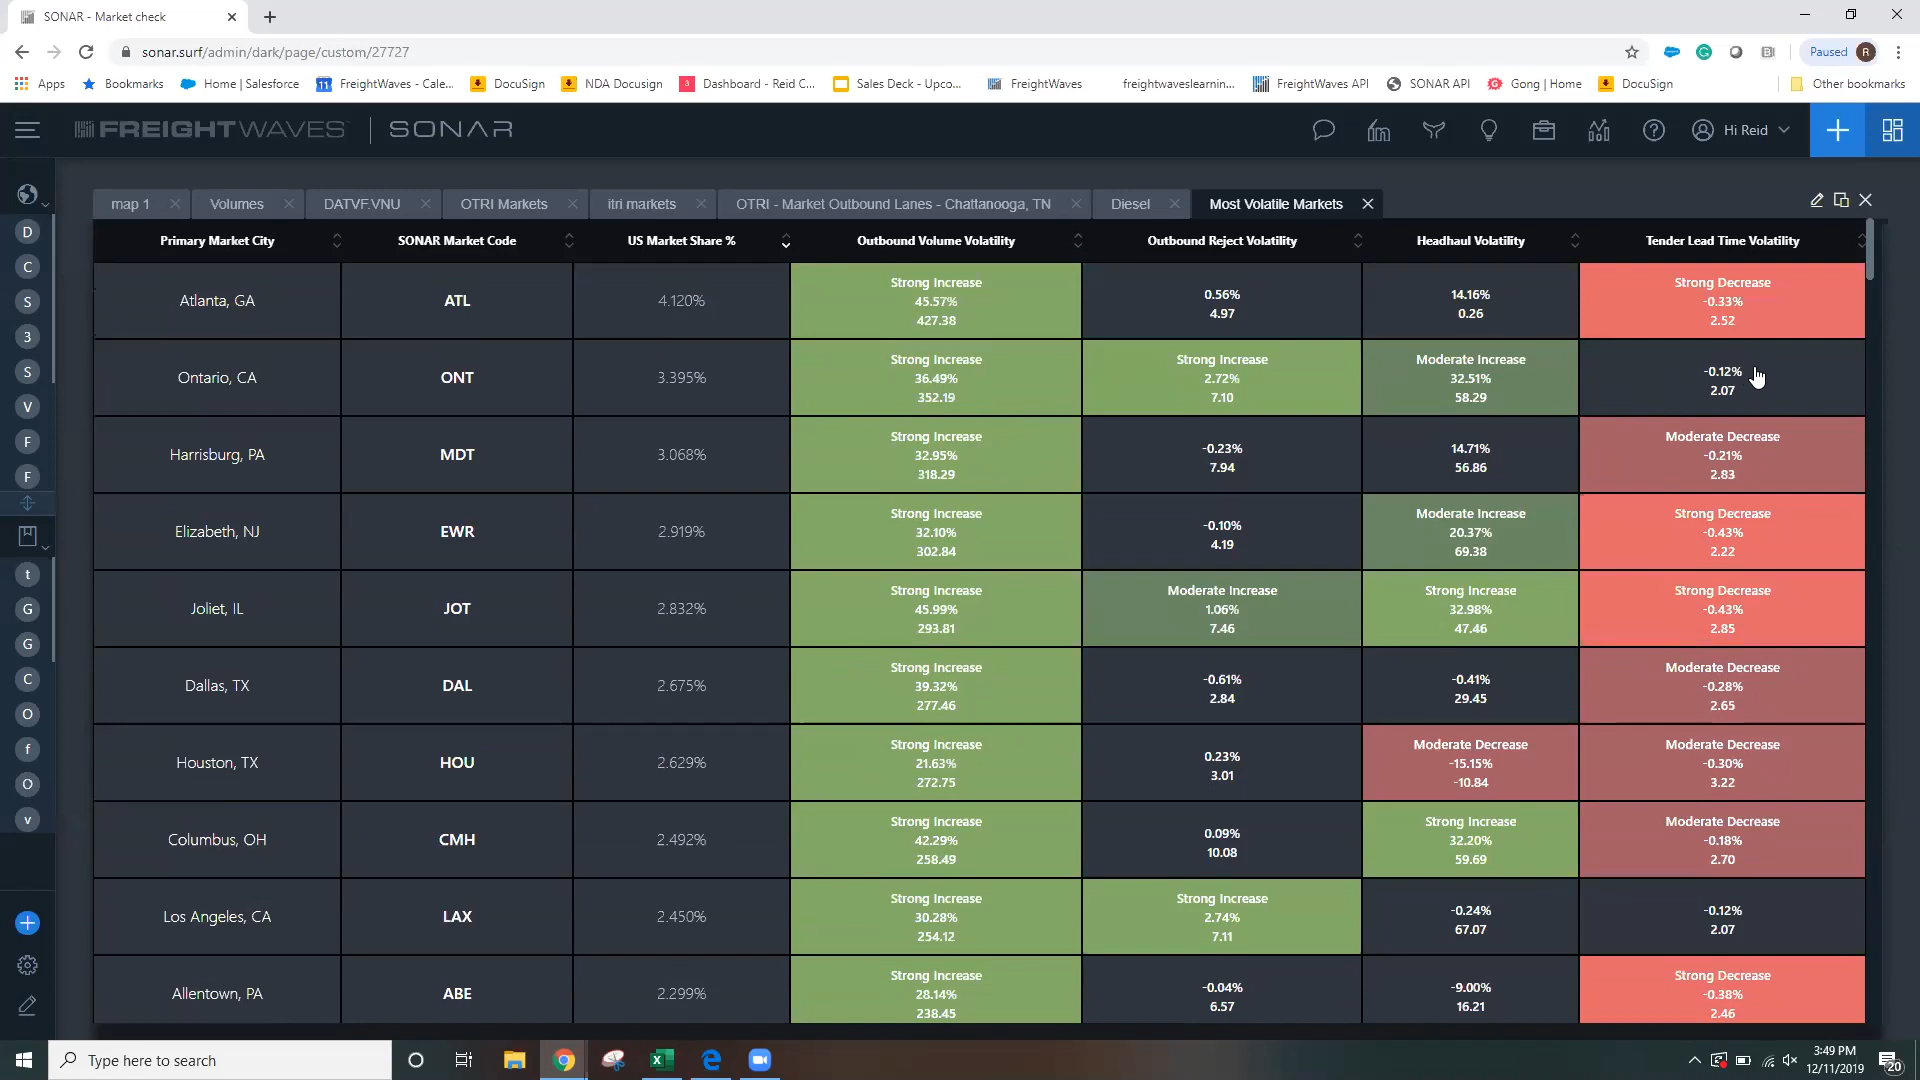 SONAR - Market check
sonar.surf/admin/dark/page/custom/27727
Paused R
Apps
Bookmarks
Home | Salesforce
11 FreightWaves - Cale...
DocuSign
NDA Docusign
3 Dashboard - Reid C...
Sales Deck - Upco...
FreightWaves
freightwaveslearnin...
FreightWaves API
SONAR API
Gong | Home
DocuSign
Other bookmarks
FREIGHTWAVES | SONAR
Hi Reid
map 1
Volumes
DATVF.VNU
OTRI Markets
itri markets
OTRI - Market Outbound Lanes - Chattanooga, TN
Diesel
Most Volatile Markets
D
C
S
3
S
V
F
F
t
G
G
C
O
f
O
v
Primary Market City
SONAR Market Code
US Market Share %
Outbound Volume Volatility
Outbound Reject Volatility
Headhaul Volatility
Tender Lead Time Volatility
Atlanta, GA
ATL
4.120%
Strong Increase
45.57%
427.38
0.56%
4.97
14.16%
0.26
Strong Decrease
-0.33%
2.52
Ontario, CA
ONT
3.395%
Strong Increase
36.49%
352.19
Strong Increase
2.72%
7.10
Moderate Increase
32.51%
58.29
-0.12%
2.07
Harrisburg, PA
MDT
3.068%
Strong Increase
32.95%
318.29
-0.23%
7.94
14.71%
56.86
Moderate Decrease
-0.21%
2.83
Elizabeth, NJ
EWR
2.919%
Strong Increase
32.10%
302.84
-0.10%
4.19
Moderate Increase
20.37%
69.38
Strong Decrease
-0.43%
2.22
Joliet, IL
JOT
2.832%
Strong Increase
45.99%
293.81
Moderate Increase
1.06%
7.46
Strong Increase
32.98%
47.46
Strong Decrease
-0.43%
2.85
Dallas, TX
DAL
2.675%
Strong Increase
39.32%
277.46
-0.61%
2.84
-0.41%
29.45
Moderate Decrease
-0.28%
2.65
Houston, TX
HOU
2.629%
Strong Increase
21.63%
272.75
0.23%
3.01
Moderate Decrease
-15.15%
-10.84
Moderate Decrease
-0.30%
3.22
Columbus, OH
CMH
2.492%
Strong Increase
42.29%
258.49
0.09%
10.08
Strong Increase
32.20%
59.69
Moderate Decrease
-0.18%
2.70
Los Angeles, CA
LAX
2.450%
Strong Increase
30.28%
254.12
Strong Increase
2.74%
7.11
-0.24%
67.07
-0.12%
2.07
Allentown, PA
ABE
2.299%
Strong Increase
28.14%
238.45
-0.04%
6.57
-9.00%
16.21
Strong Decrease
-0.38%
2.46
Type here to search
3:49 PM
12/11/2019
20